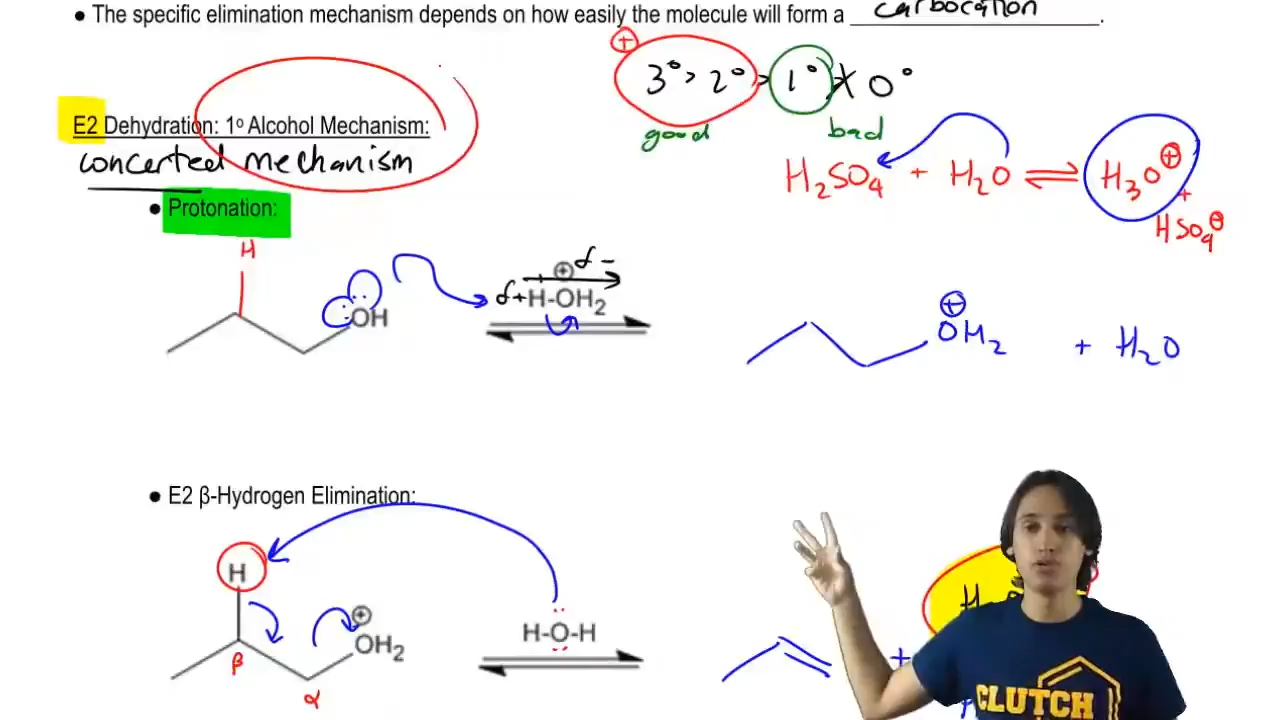 ● The specific elimination mechanism depends on how easily the molecule will form a carbocation.
⊕
3° > 2° > 1° > 0°
good bad
E2 Dehydration: 1° Alcohol Mechanism:
concerted mechanism
H₂SO₄ + H₂O ⇌ H₃O⊕
+
HSO₄⊖
● Protonation:
H
OH
⊕ δ-
δ+ H-OH₂
⊕
OH₂ + H₂O
● E2 β-Hydrogen Elimination:
H
⊕
OH₂
H-O-H
β
α
+
CLUTCH